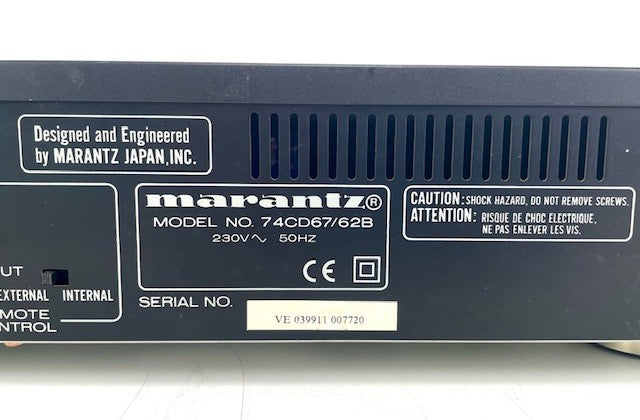 Designed and Engineered
by MARANTZ JAPAN, INC.
marantz®
MODEL NO. 74CD67/62B
230V∿ 50HZ
CE
SERIAL NO.
VE 039911 007720
CAUTION: SHOCK HAZARD, DO NOT REMOVE SCREWS.
ATTENTION: RISQUE DE CHOC ELECTRIQUE,
NE PAS ENLEVER LES VIS.
UT
EXTERNAL INTERNAL
MOTE
NTROL